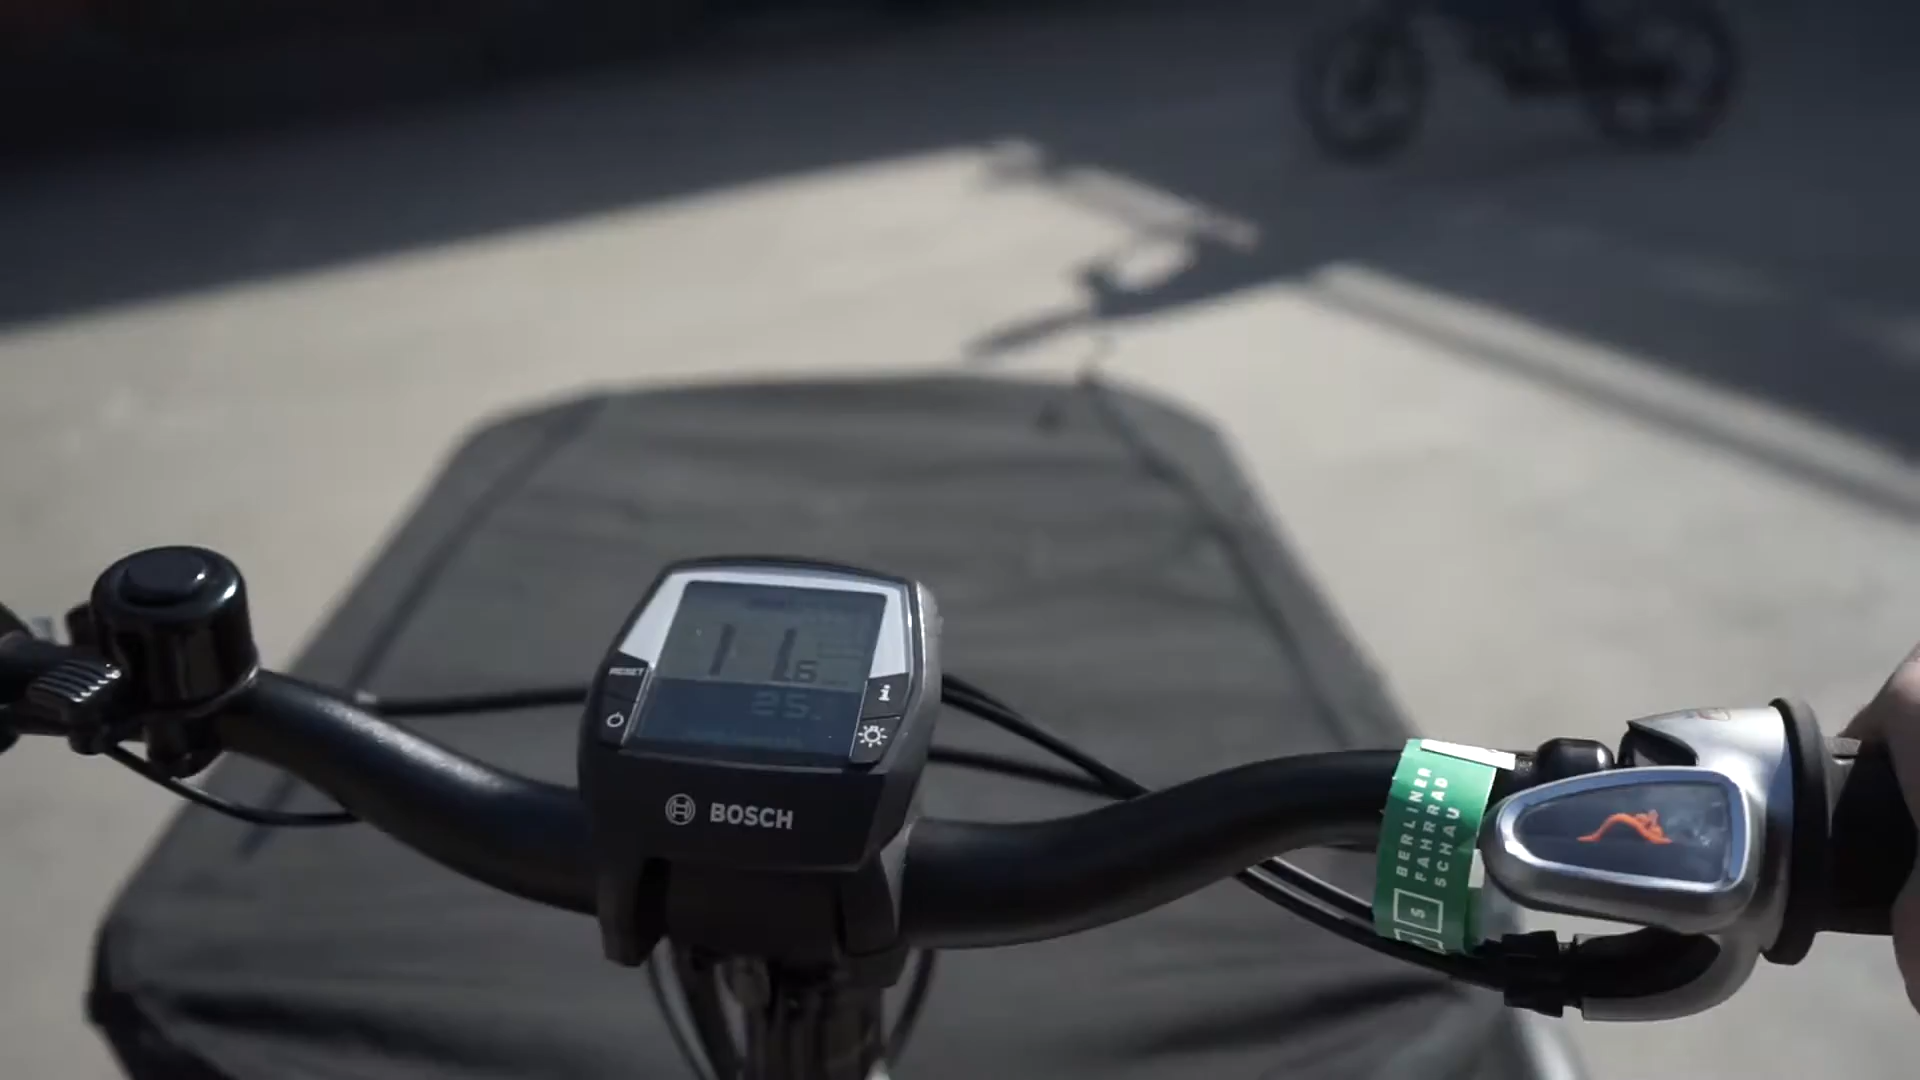 RESET
11.6
25.
i
BOSCH
BERLINER
FAHRRAD
SCHAU
S